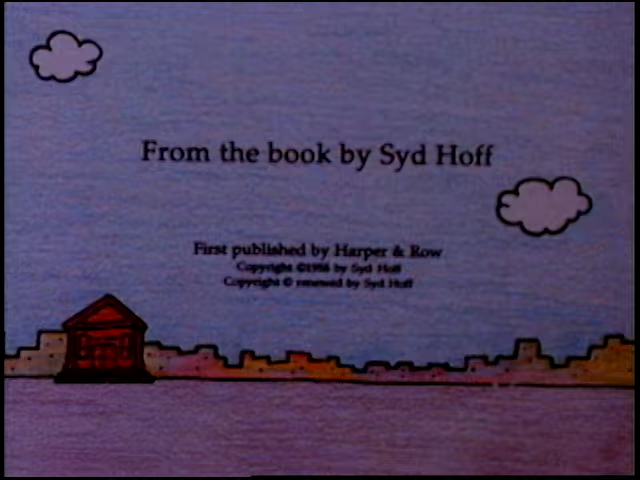 From the book by Syd Hoff
First published by Harper & Row
Copyright ©1958 by Syd Hoff
Copyright © renewed by Syd Hoff